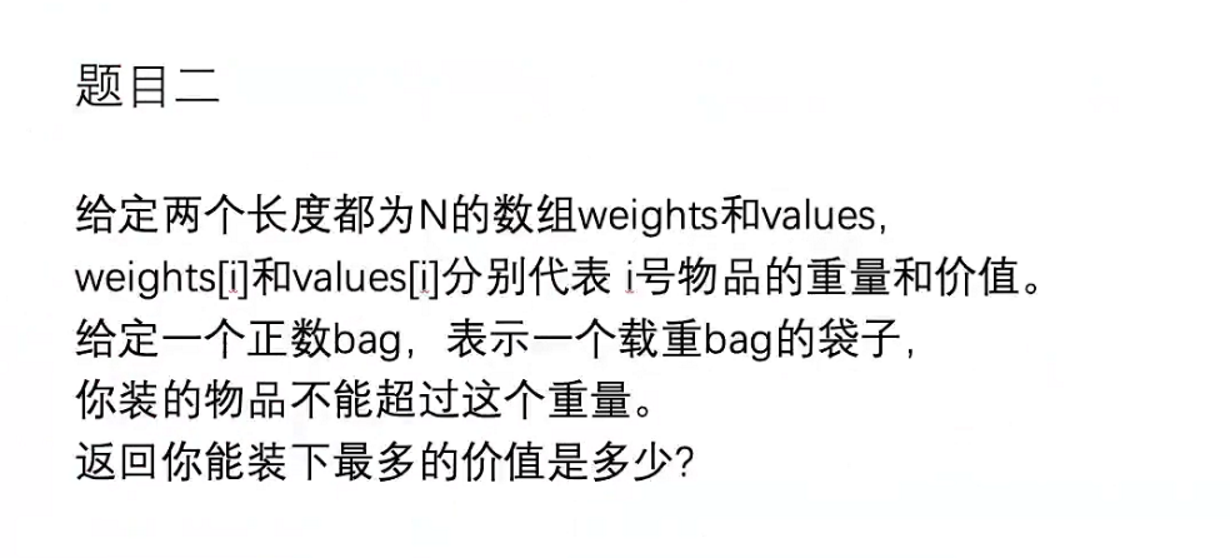 题目二
给定两个长度都为N的数组weights和values,
weights[i]和values[i]分别代表 i号物品的重量和价值。
给定一个正数bag，表示一个载重bag的袋子,
你装的物品不能超过这个重量。
返回你能装下最多的价值是多少?